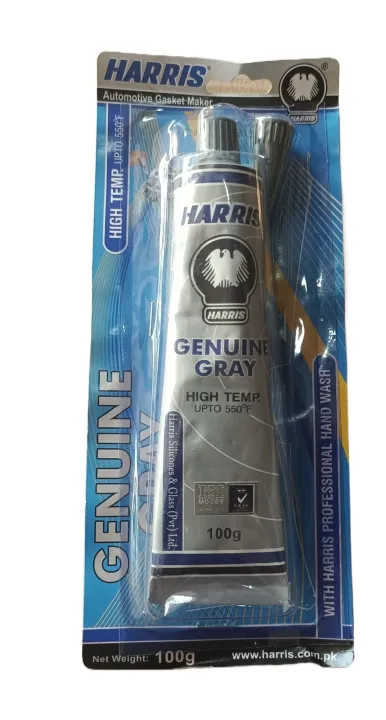 HARRIS®
Automotive Gasket Maker
®
HARRIS
HIGH TEMP. UPTO 550°F
HARRIS
HARRIS
GENUINE
GRAY
HIGH TEMP.
UPTO 550°F
Harris Silicones & Glass (Pvt) Ltd.
100g
GENUINE
GRAY
WITH HARRIS PROFESSIONAL HAND WASH
Net Weight: 100g
www.harris.com.pk